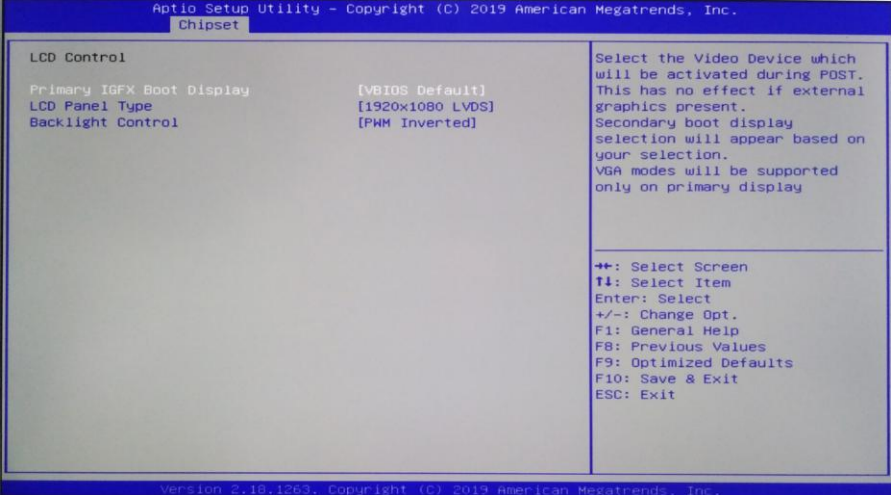 Aptio Setup Utility – Copyright (C) 2019 American Megatrends, Inc.
Chipset
LCD Control
Primary IGFX Boot Display [VBIOS Default]
LCD Panel Type [1920x1080 LVDS]
Backlight Control [PWM Inverted]
Select the Video Device which
will be activated during POST.
This has no effect if external
graphics present.
Secondary boot display
selection will appear based on
your selection.
VGA modes will be supported
only on primary display
→←: Select Screen
↑↓: Select Item
Enter: Select
+/-: Change Opt.
F1: General Help
F8: Previous Values
F9: Optimized Defaults
F10: Save & Exit
ESC: Exit
Version 2.18.1263. Copyright (C) 2019 American Megatrends, Inc.